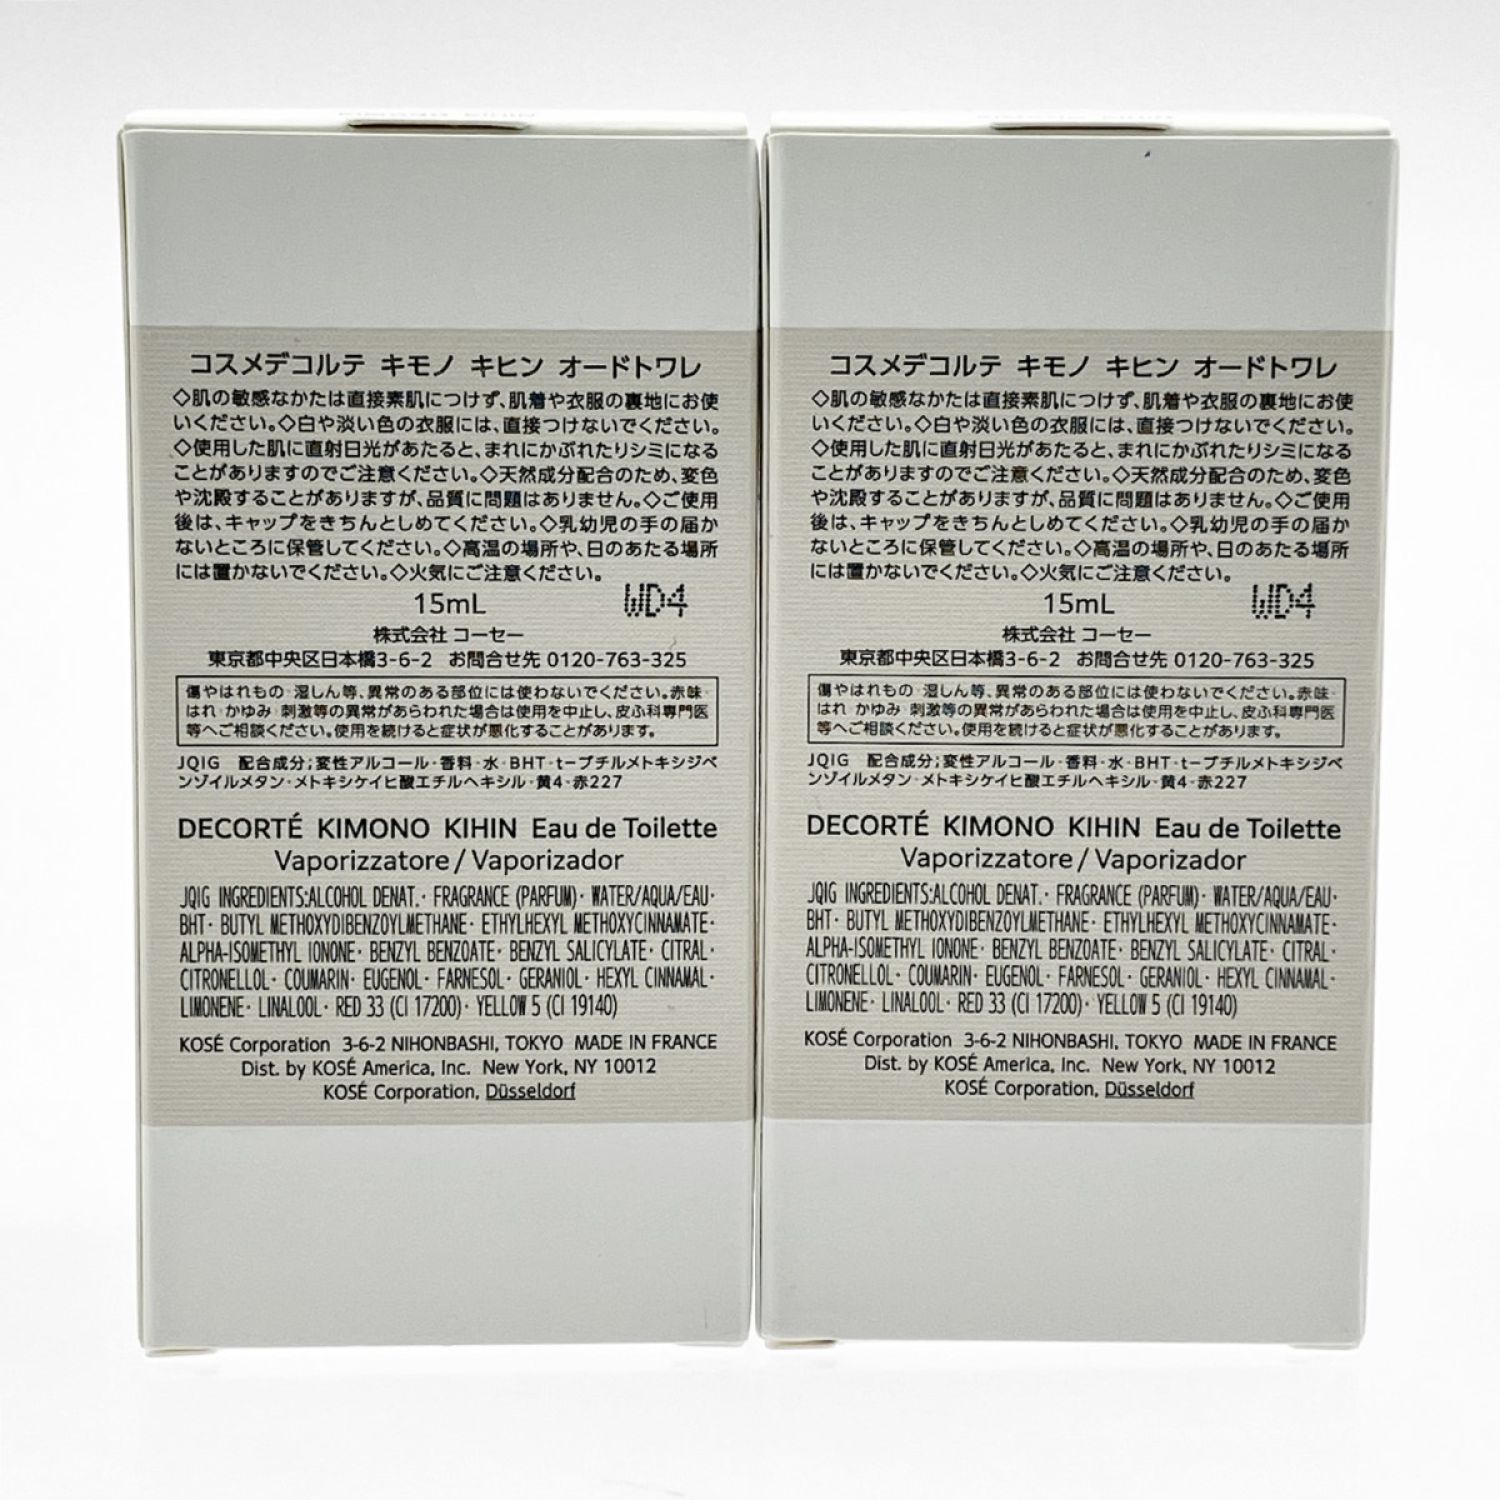 コスメデコルテ キモノ キヒン オードトワレ
◇肌の敏感なかたは直接素肌につけず、肌着や衣服の裏地にお使
いください。◇白や淡い色の衣服には、直接つけないでください。
◇使用した肌に直射日光があたると、まれにかぶれたりシミになる
ことがありますのでご注意ください。◇天然成分配合のため、変色
や沈殿することがありますが、品質に問題はありません。◇ご使用
後は、キャップをきちんとしめてください。◇乳幼児の手の届か
ないところに保管してください。◇高温の場所や、日のあたる場所
には置かないでください。◇火気にご注意ください。
15mL WD4
株式会社 コーセー
東京都中央区日本橋3-6-2 お問合せ先 0120-763-325
傷やはれもの・湿しん等、異常のある部位には使わないでください。赤味・
はれ・かゆみ・刺激等の異常があらわれた場合は使用を中止し、皮ふ科専門医
等へご相談ください。使用を続けると症状が悪化することがあります。
JQIG 配合成分;変性アルコール・香料・水・BHT・t-ブチルメトキシジベ
ンゾイルメタン・メトキシケイヒ酸エチルヘキシル・黄4・赤227
DECORTÉ KIMONO KIHIN Eau de Toilette
Vaporizzatore / Vaporizador
JQIG INGREDIENTS:ALCOHOL DENAT.・FRAGRANCE (PARFUM)・WATER/AQUA/EAU・
BHT・BUTYL METHOXYDIBENZOYLMETHANE・ETHYLHEXYL METHOXYCINNAMATE・
ALPHA-ISOMETHYL IONONE・BENZYL BENZOATE・BENZYL SALICYLATE・CITRAL・
CITRONELLOL・COUMARIN・EUGENOL・FARNESOL・GERANIOL・HEXYL CINNAMAL・
LIMONENE・LINALOOL・RED 33 (CI 17200)・YELLOW 5 (CI 19140)
KOSÉ Corporation 3-6-2 NIHONBASHI, TOKYO MADE IN FRANCE
Dist. by KOSÉ America, Inc. New York, NY 10012
KOSÉ Corporation, Düsseldorf
コスメデコルテ キモノ キヒン オードトワレ
◇肌の敏感なかたは直接素肌につけず、肌着や衣服の裏地にお使
いください。◇白や淡い色の衣服には、直接つけないでください。
◇使用した肌に直射日光があたると、まれにかぶれたりシミになる
ことがありますのでご注意ください。◇天然成分配合のため、変色
や沈殿することがありますが、品質に問題はありません。◇ご使用
後は、キャップをきちんとしめてください。◇乳幼児の手の届か
ないところに保管してください。◇高温の場所や、日のあたる場所
には置かないでください。◇火気にご注意ください。
15mL WD4
株式会社 コーセー
東京都中央区日本橋3-6-2 お問合せ先 0120-763-325
傷やはれもの・湿しん等、異常のある部位には使わないでください。赤味・
はれ・かゆみ・刺激等の異常があらわれた場合は使用を中止し、皮ふ科専門医
等へご相談ください。使用を続けると症状が悪化することがあります。
JQIG 配合成分;変性アルコール・香料・水・BHT・t-ブチルメトキシジベ
ンゾイルメタン・メトキシケイヒ酸エチルヘキシル・黄4・赤227
DECORTÉ KIMONO KIHIN Eau de Toilette
Vaporizzatore / Vaporizador
JQIG INGREDIENTS:ALCOHOL DENAT.・FRAGRANCE (PARFUM)・WATER/AQUA/EAU・
BHT・BUTYL METHOXYDIBENZOYLMETHANE・ETHYLHEXYL METHOXYCINNAMATE・
ALPHA-ISOMETHYL IONONE・BENZYL BENZOATE・BENZYL SALICYLATE・CITRAL・
CITRONELLOL・COUMARIN・EUGENOL・FARNESOL・GERANIOL・HEXYL CINNAMAL・
LIMONENE・LINALOOL・RED 33 (CI 17200)・YELLOW 5 (CI 19140)
KOSÉ Corporation 3-6-2 NIHONBASHI, TOKYO MADE IN FRANCE
Dist. by KOSÉ America, Inc. New York, NY 10012
KOSÉ Corporation, Düsseldorf